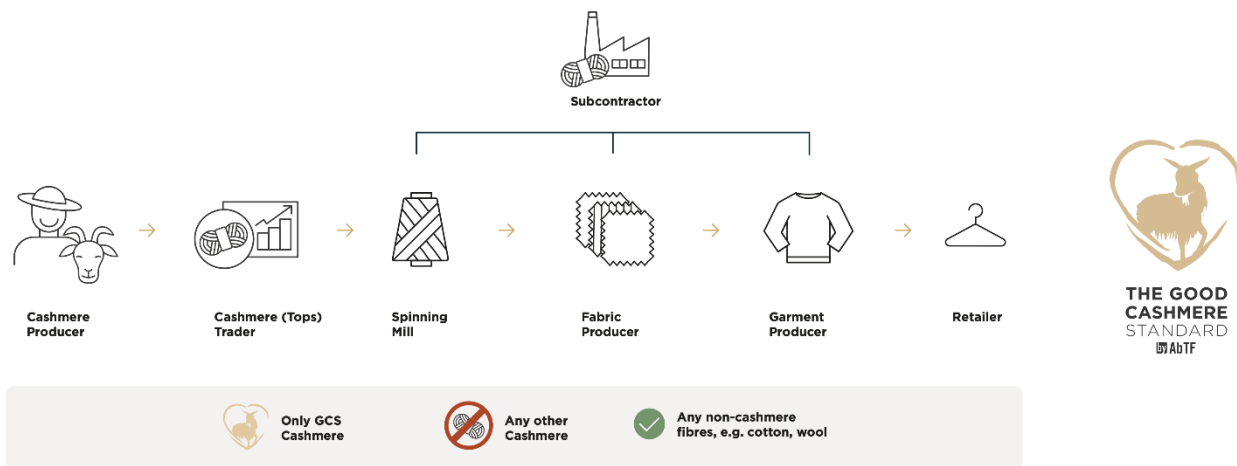 Subcontractor
Cashmere
Producer
Cashmere (Tops)
Trader
Spinning
Mill
Fabric
Producer
Garment
Producer
Retailer
THE GOOD
CASHMERE
STANDARD
by AbTF
Only GCS
Cashmere
Any other
Cashmere
Any non-cashmere
fibres, e.g. cotton, wool